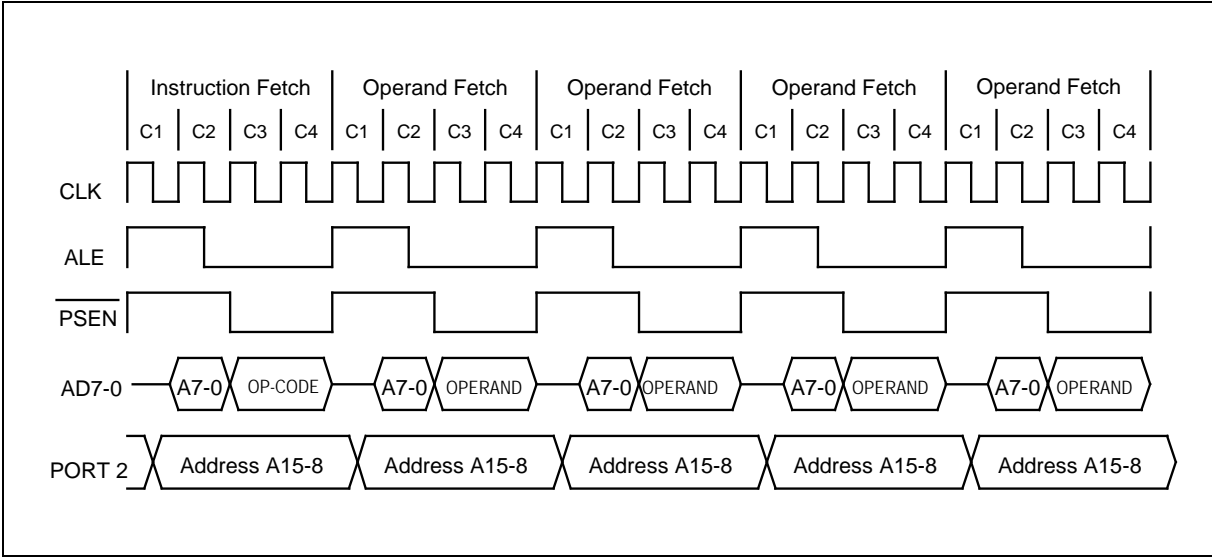 Instruction Fetch Operand Fetch Operand Fetch Operand Fetch Operand Fetch
C1 C2 C3 C4 C1 C2 C3 C4 C1 C2 C3 C4 C1 C2 C3 C4 C1 C2 C3 C4
CLK
ALE
PSEN
AD7-0 A7-0 OP-CODE A7-0 OPERAND A7-0 OPERAND A7-0 OPERAND A7-0 OPERAND
PORT 2 Address A15-8 Address A15-8 Address A15-8 Address A15-8 Address A15-8